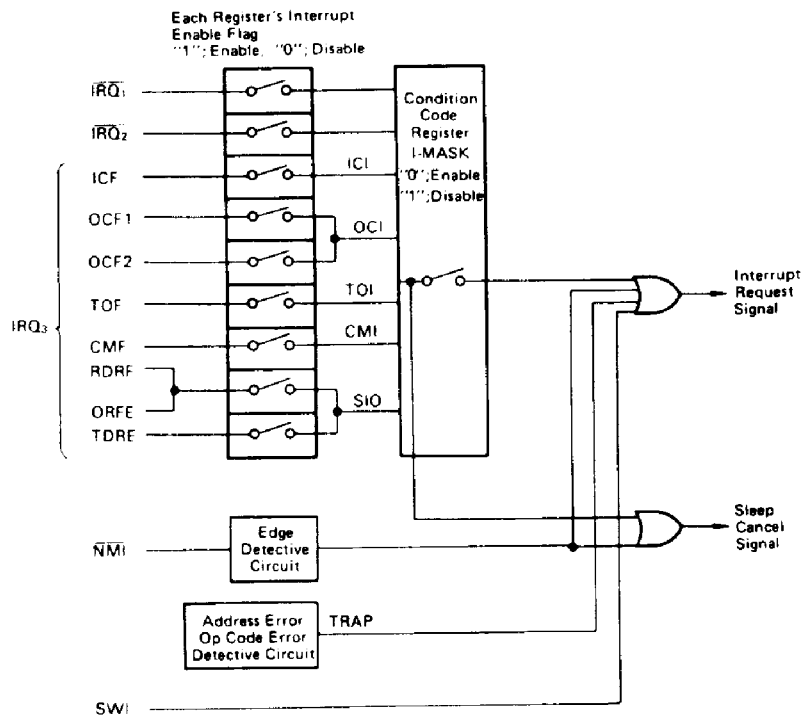 Each Register's Interrupt
Enable Flag
"1"; Enable, "0"; Disable
IRQ1
IRQ2
ICF
OCF1
OCF2
TOF
CMF
RDRF
ORFE
TDRE
IRQ3
ICI
OCI
TOI
CMI
SIO
Condition
Code
Register
I-MASK
"0"; Enable
"1"; Disable
Interrupt
Request
Signal
Sleep
Cancel
Signal
NMI
Edge
Detective
Circuit
Address Error
Op Code Error
Detective Circuit
TRAP
SWI